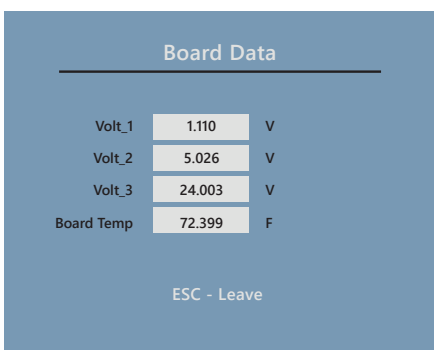 Board Data
Volt_1 1.110 V
Volt_2 5.026 V
Volt_3 24.003 V
Board Temp 72.399 F
ESC - Leave